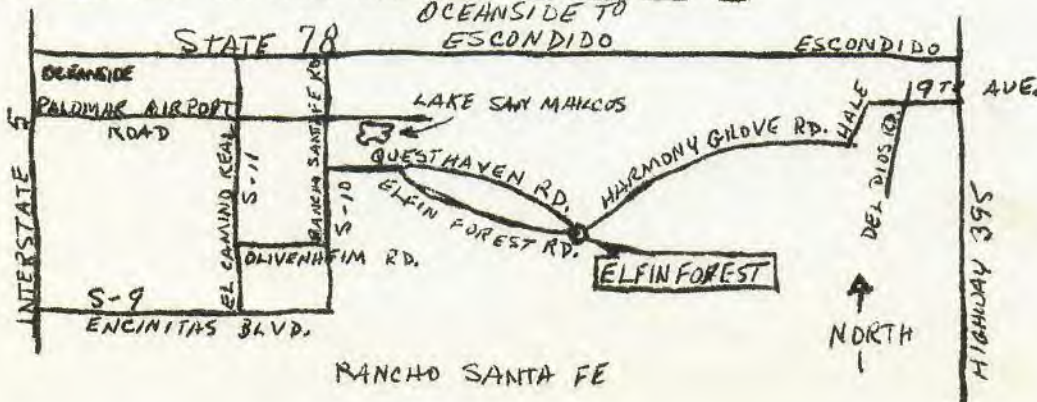 OCEANSIDE TO
ESCONDIDO
STATE 78
ESCONDIDO
OCEANSIDE
19TH AVE.
PALOMAR AIRPORT
ROAD
LAKE SAN MARCOS
INTERSTATE 5
EL CAMINO REAL
S-11
RANCHO SANTA FE RD.
S-10
QUESTHAVEN RD.
ELFIN FOREST RD.
HARMONY GROVE RD.
HALE
DEL DIOS RD.
HIGHWAY 395
OLIVENHEIM RD.
ELFIN FOREST
S-9
ENCINITAS BLVD.
NORTH
RANCHO SANTA FE